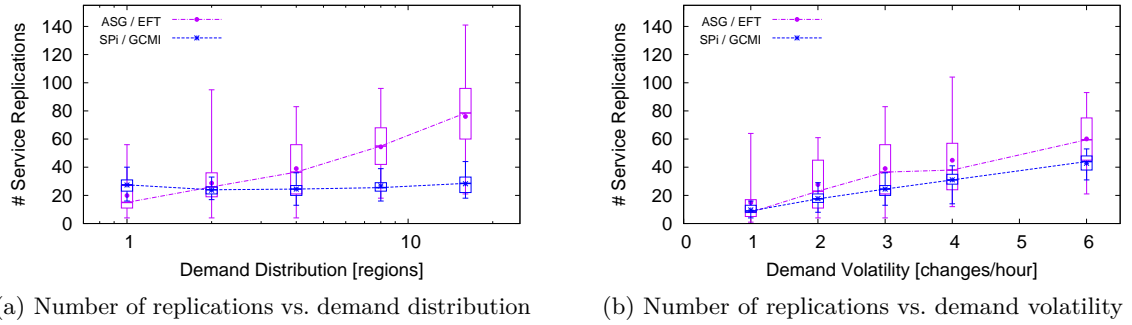 140
120
100
80
60
40
20
0
# Service Replications
ASG / EFT
SPi / GCMI
1
10
Demand Distribution [regions]
(a) Number of replications vs. demand distribution
140
120
100
80
60
40
20
0
# Service Replications
ASG / EFT
SPi / GCMI
0
1
2
3
4
5
6
Demand Volatility [changes/hour]
(b) Number of replications vs. demand volatility